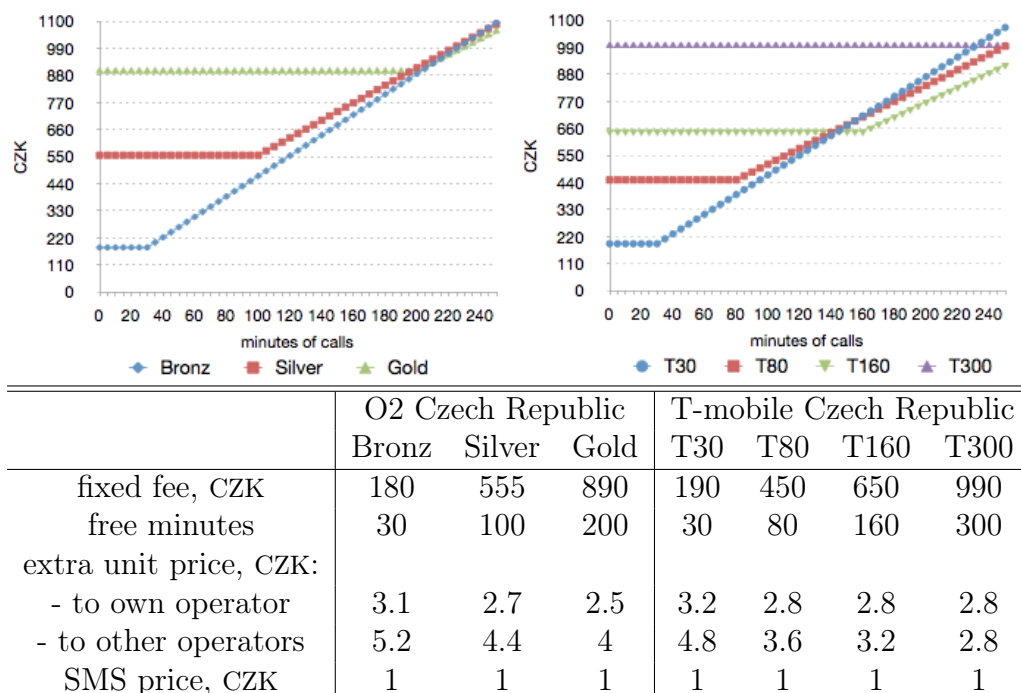 1100
990
880
770
660
550
440
330
220
110
0
CZK
0 20 40 60 80 100 120 140 160 180 200 220 240
minutes of calls
Bronz Silver Gold
1100
990
880
770
660
550
440
330
220
110
0
CZK
0 20 40 60 80 100 120 140 160 180 200 220 240
minutes of calls
T30 T80 T160 T300
O2 Czech Republic T-mobile Czech Republic
Bronz Silver Gold T30 T80 T160 T300
fixed fee, CZK 180 555 890 190 450 650 990
free minutes 30 100 200 30 80 160 300
extra unit price, CZK:
- to own operator 3.1 2.7 2.5 3.2 2.8 2.8 2.8
- to other operators 5.2 4.4 4 4.8 3.6 3.2 2.8
SMS price, CZK 1 1 1 1 1 1 1